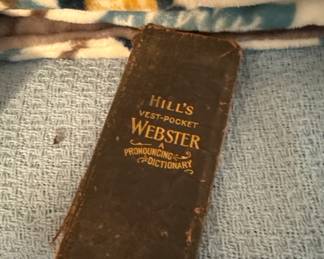 HILL'S
VEST-POCKET
WEBSTER
A
PRONOUNCING
DICTIONARY